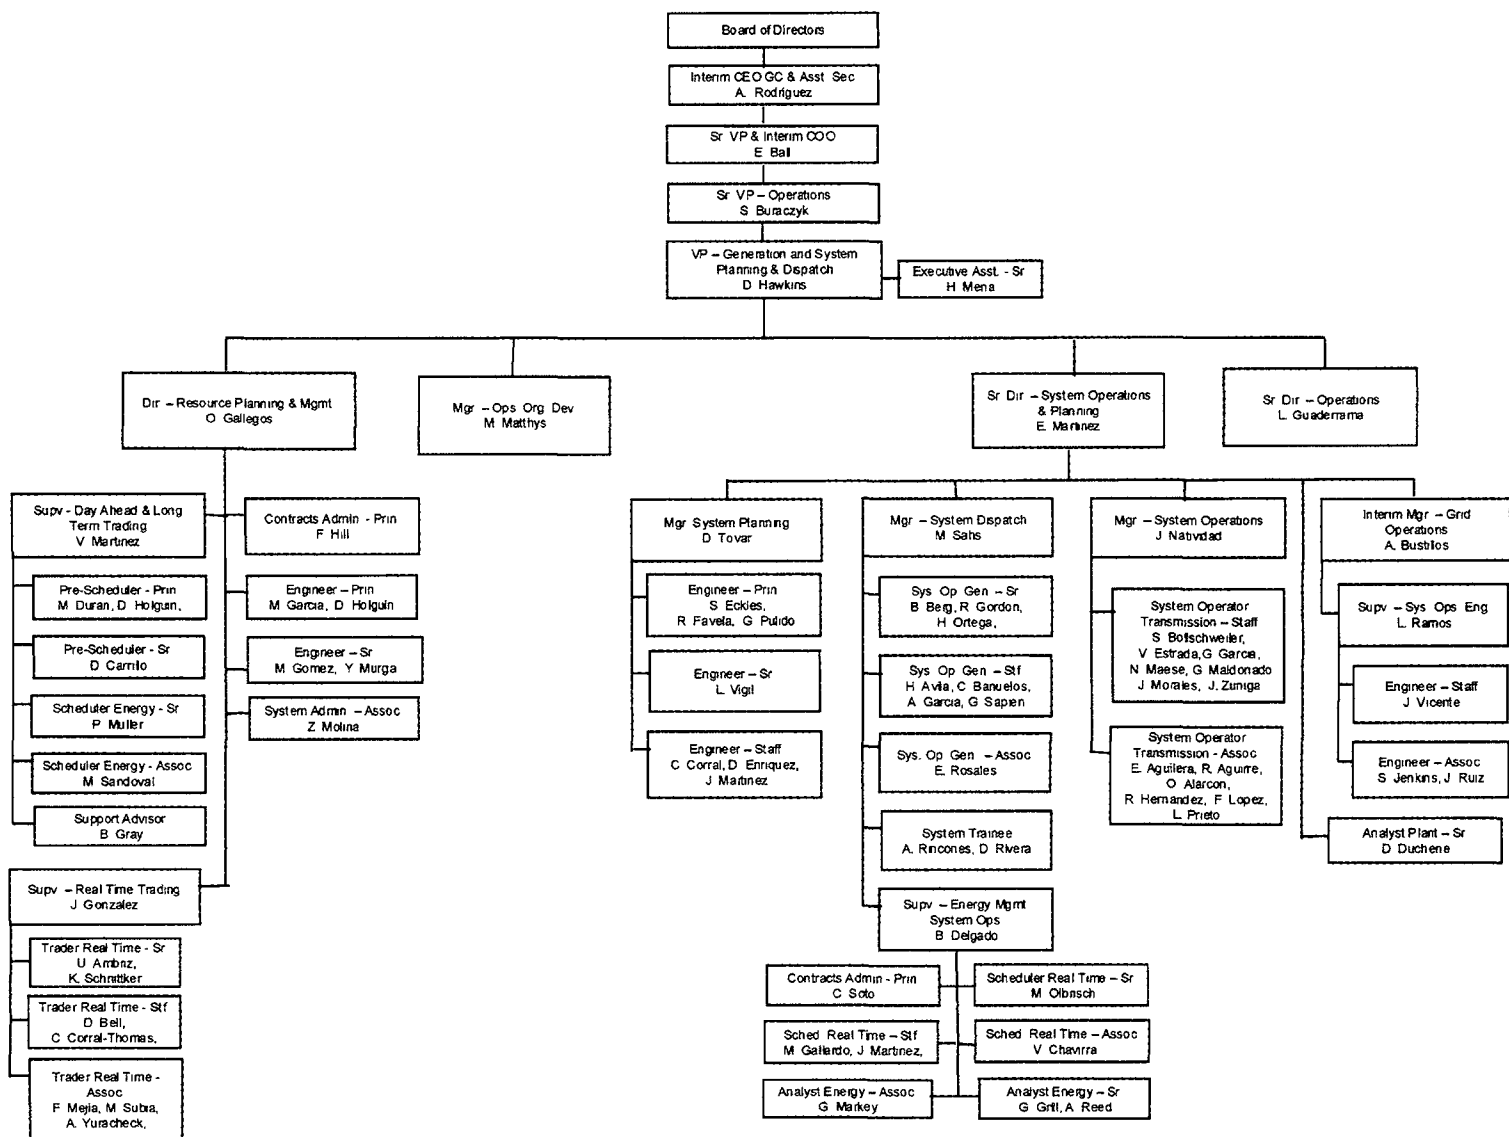 Board of Directors
Interim CEO GC & Asst Sec
A. Rodriguez
Sr VP & Interim COO
E Ball
Sr VP – Operations
S Buraczyk
VP – Generation and System
Planning & Dispatch
D Hawkins
Executive Asst. - Sr
H Mena
Dir – Resource Planning & Mgmt
O Gallegos
Mgr – Ops Org Dev
M Matthys
Sr Dir – System Operations
& Planning
E. Martinez
Sr Dir – Operations
L Guaderrama
Supv - Day Ahead & Long
Term Trading
V Martinez
Contracts Admin - Prin
F Hill
Pre-Scheduler - Prin
M Duran, D Holguin,
Engineer – Prin
M Garcia, D Holguin
Pre-Scheduler - Sr
D Carrillo
Engineer – Sr
M Gomez, Y Murga
Scheduler Energy - Sr
P Muller
System Admin – Assoc
Z Molina
Scheduler Energy - Assoc
M Sandoval
Support Advisor
B Gray
Supv – Real Time Trading
J Gonzalez
Trader Real Time - Sr
U Ambriz,
K. Schnittker
Trader Real Time - Stf
D Bell,
C Corral-Thomas,
Trader Real Time -
Assoc
F Mejia, M Subia,
A. Yuracheck,
Mgr System Planning
D Tovar
Engineer – Prin
S Eckles,
R Favela, G Pulido
Engineer – Sr
L Vigil
Engineer – Staff
C Corral, D Enriquez,
J Martinez
Mgr – System Dispatch
M Sahs
Sys Op Gen – Sr
B Berg, R Gordon,
H Ortega,
Sys Op Gen – Stf
H Avila, C Banuelos,
A Garcia, G Sapien
Sys. Op Gen – Assoc
E. Rosales
System Trainee
A. Rincones, D Rivera
Supv – Energy Mgmt
System Ops
B Delgado
Contracts Admin - Prin
C Soto
Scheduler Real Time – Sr
M Olbrisch
Sched Real Time – Stf
M Gallardo, J Martinez,
Sched Real Time – Assoc
V Chavirra
Analyst Energy – Assoc
G Markey
Analyst Energy – Sr
G Grill, A Reed
Mgr – System Operations
J Natividad
System Operator
Transmission – Staff
S Botschweiler,
V Estrada, G Garcia,
N Maese, G Maldonado
J Morales, J. Zuniga
System Operator
Transmission - Assoc
E. Aguilera, R. Aguirre,
O Alarcon,
R Hernandez, F Lopez,
L Prieto
Interim Mgr – Grid
Operations
A. Bustillos
Supv – Sys Ops Eng
L. Ramos
Engineer – Staff
J Vicente
Engineer – Assoc
S Jenkins, J Ruiz
Analyst Plant – Sr
D Duchene